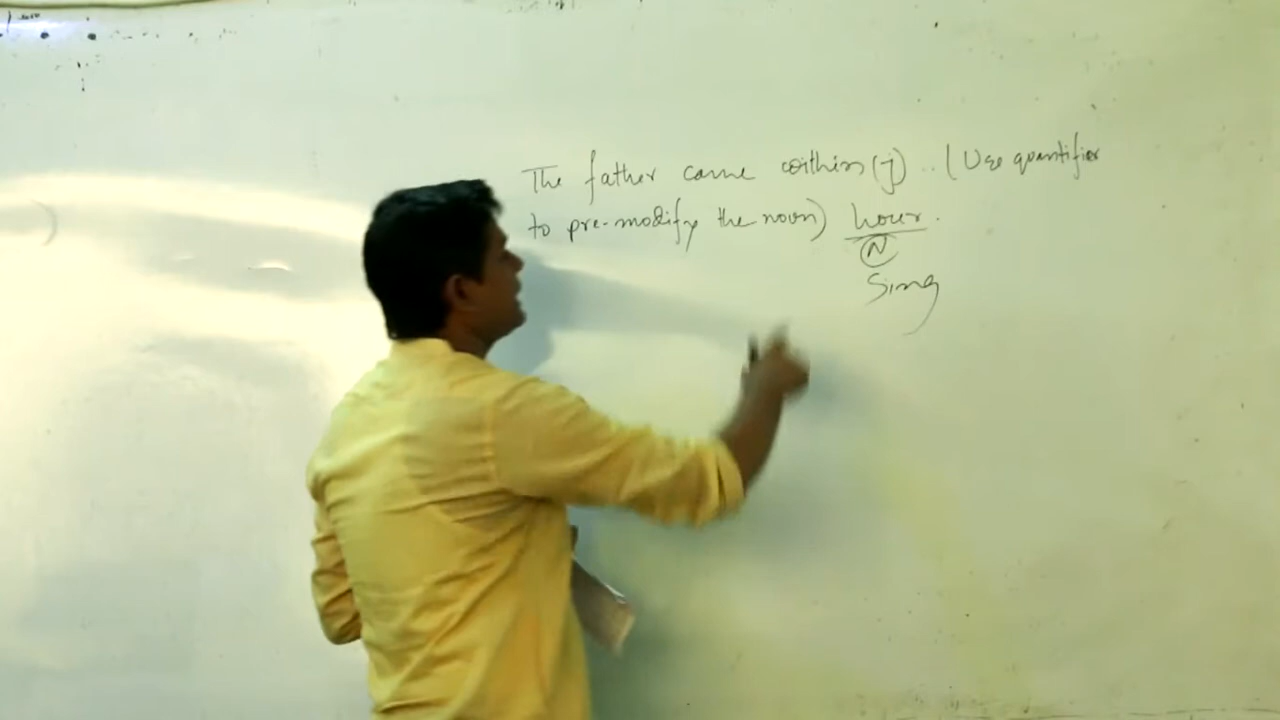 The father came within (j) .. (Use quantifier
to pre-modify the noun) hour.
N
Sing